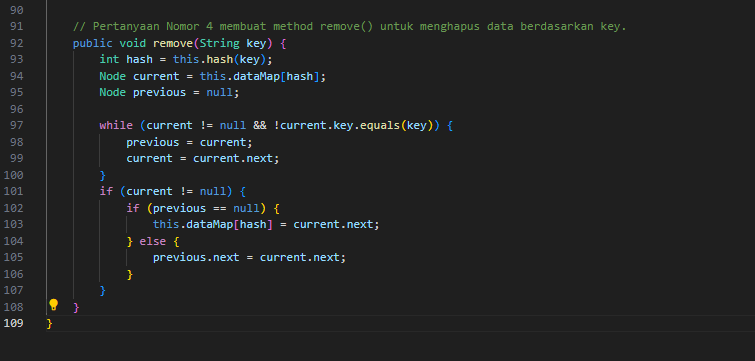 90
91 // Pertanyaan Nomor 4 membuat method remove() untuk menghapus data berdasarkan key.
92 public void remove(String key) {
93 int hash = this.hash(key);
94 Node current = this.dataMap[hash];
95 Node previous = null;
96
97 while (current != null && !current.key.equals(key)) {
98 previous = current;
99 current = current.next;
100 }
101 if (current != null) {
102 if (previous == null) {
103 this.dataMap[hash] = current.next;
104 } else {
105 previous.next = current.next;
106 }
107 }
108 }
109 }